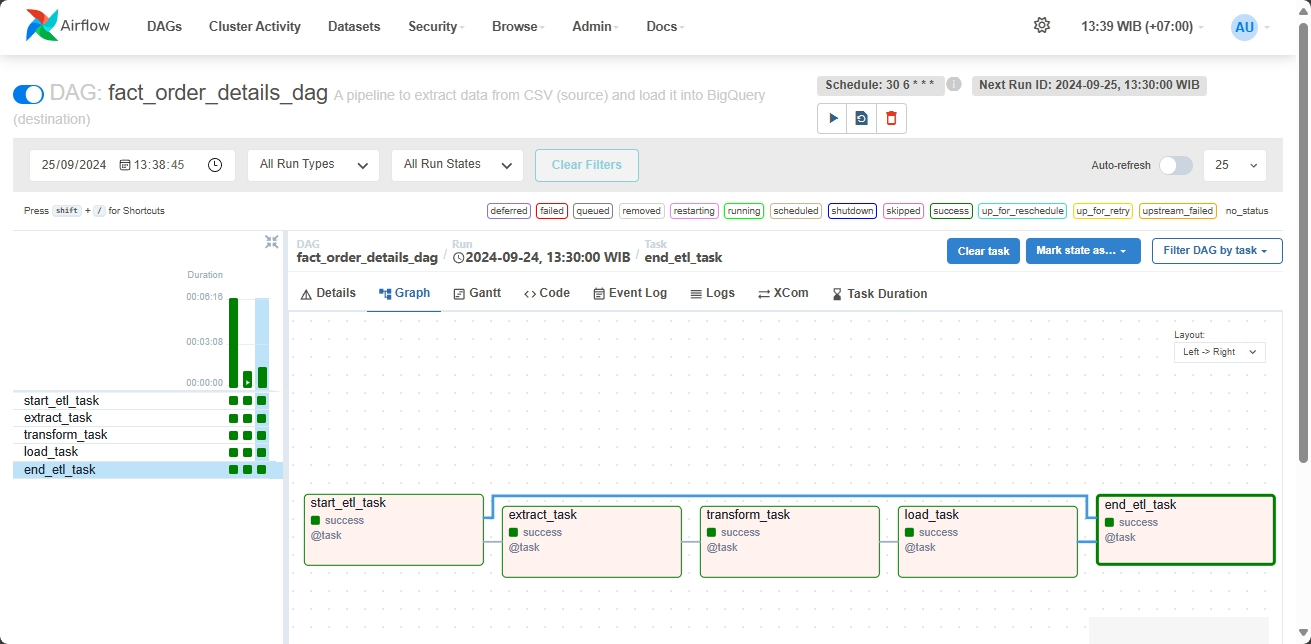 Airflow DAGs Cluster Activity Datasets Security Browse Admin Docs 13:39 WIB (+07:00) AU
DAG: fact_order_details_dag A pipeline to extract data from CSV (source) and load it into BigQuery
(destination)
Schedule: 30 6 * * * i Next Run ID: 2024-09-25, 13:30:00 WIB
25/09/2024 13:38:45 All Run Types All Run States Clear Filters Auto-refresh 25
Press shift + / for Shortcuts
deferred failed queued removed restarting running scheduled shutdown skipped success up_for_reschedule up_for_retry upstream_failed no_status
DAG Run Task
fact_order_details_dag / 2024-09-24, 13:30:00 WIB / end_etl_task
Clear task Mark state as... Filter DAG by task
Duration
00:06:16
00:03:08
00:00:00
start_etl_task
extract_task
transform_task
load_task
end_etl_task
Details Graph Gantt Code Event Log Logs XCom Task Duration
Layout:
Left -> Right
start_etl_task
success
@task
extract_task
success
@task
transform_task
success
@task
load_task
success
@task
end_etl_task
success
@task